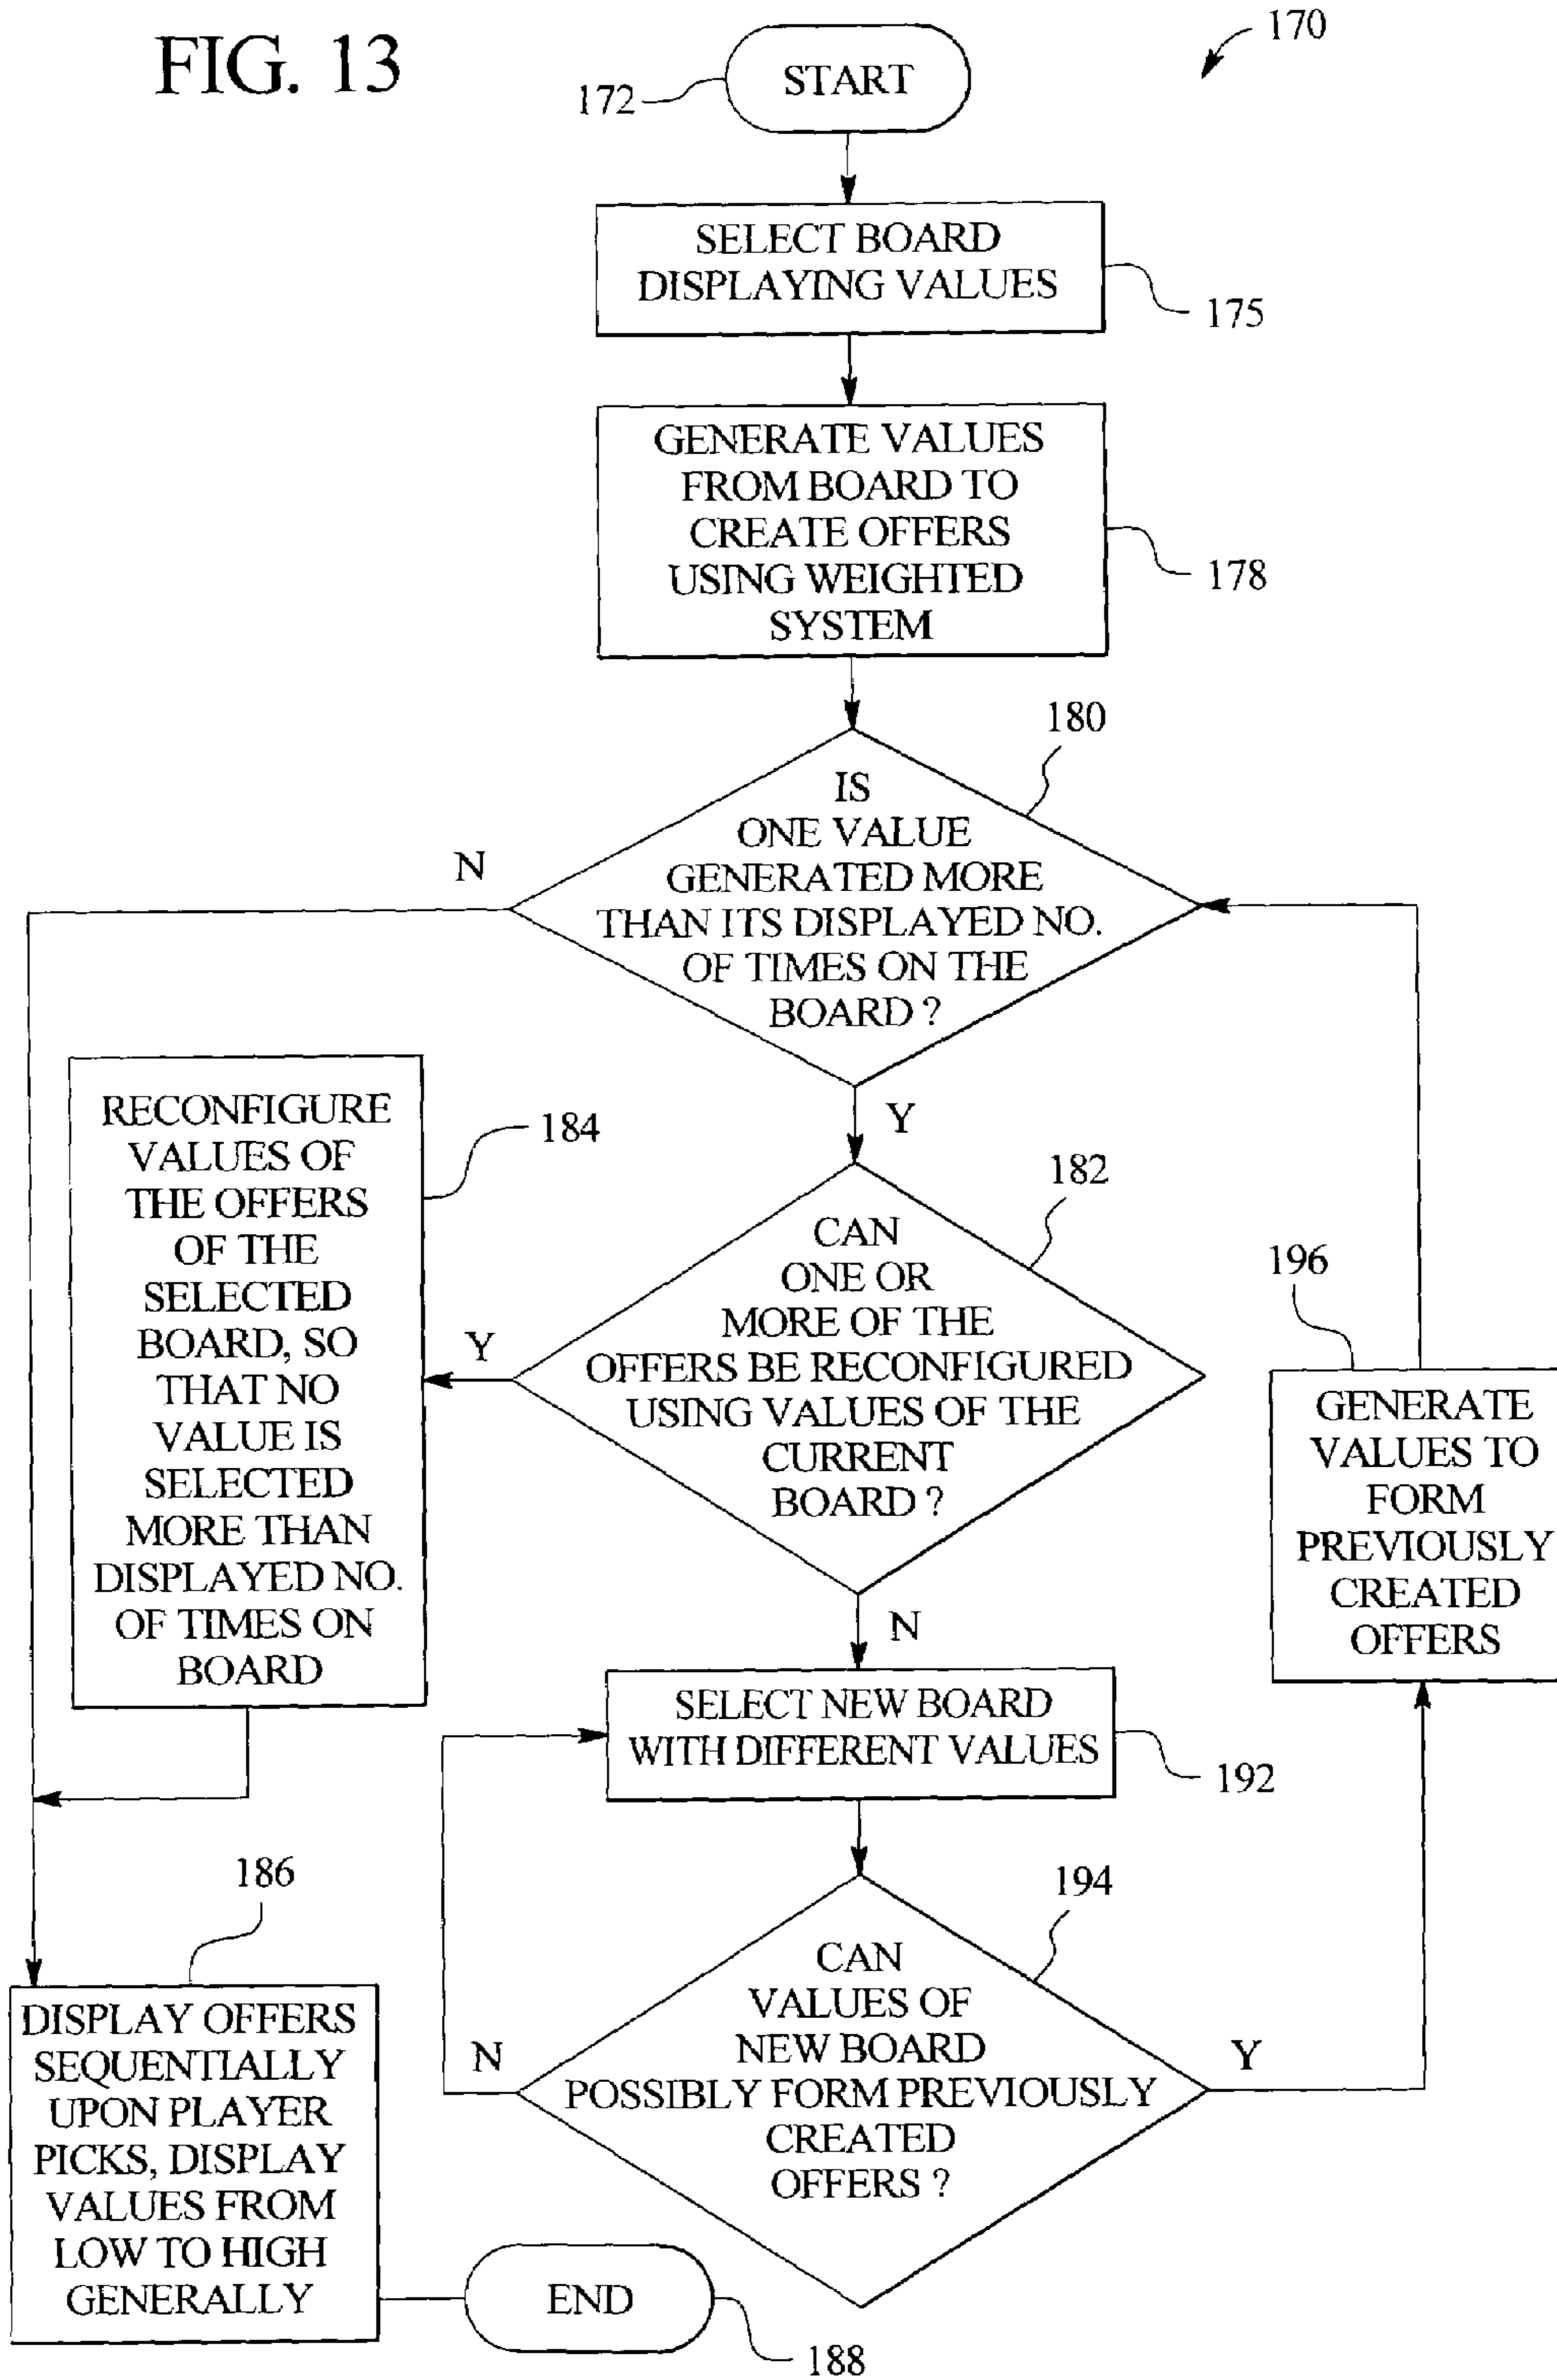 FIG. 13
170
START
172
SELECT BOARD
DISPLAYING VALUES
175
GENERATE VALUES
FROM BOARD TO
CREATE OFFERS
USING WEIGHTED
SYSTEM
178
180
IS
ONE VALUE
GENERATED MORE
THAN ITS DISPLAYED NO.
OF TIMES ON THE
BOARD ?
N
Y
182
CAN
ONE OR
MORE OF THE
OFFERS BE RECONFIGURED
USING VALUES OF THE
CURRENT
BOARD ?
Y
N
184
RECONFIGURE
VALUES OF
THE OFFERS
OF THE
SELECTED
BOARD, SO
THAT NO
VALUE IS
SELECTED
MORE THAN
DISPLAYED NO.
OF TIMES ON
BOARD
196
GENERATE
VALUES TO
FORM
PREVIOUSLY
CREATED
OFFERS
SELECT NEW BOARD
WITH DIFFERENT VALUES
192
194
CAN
VALUES OF
NEW BOARD
POSSIBLY FORM PREVIOUSLY
CREATED
OFFERS ?
N
Y
186
DISPLAY OFFERS
SEQUENTIALLY
UPON PLAYER
PICKS, DISPLAY
VALUES FROM
LOW TO HIGH
GENERALLY
END
188